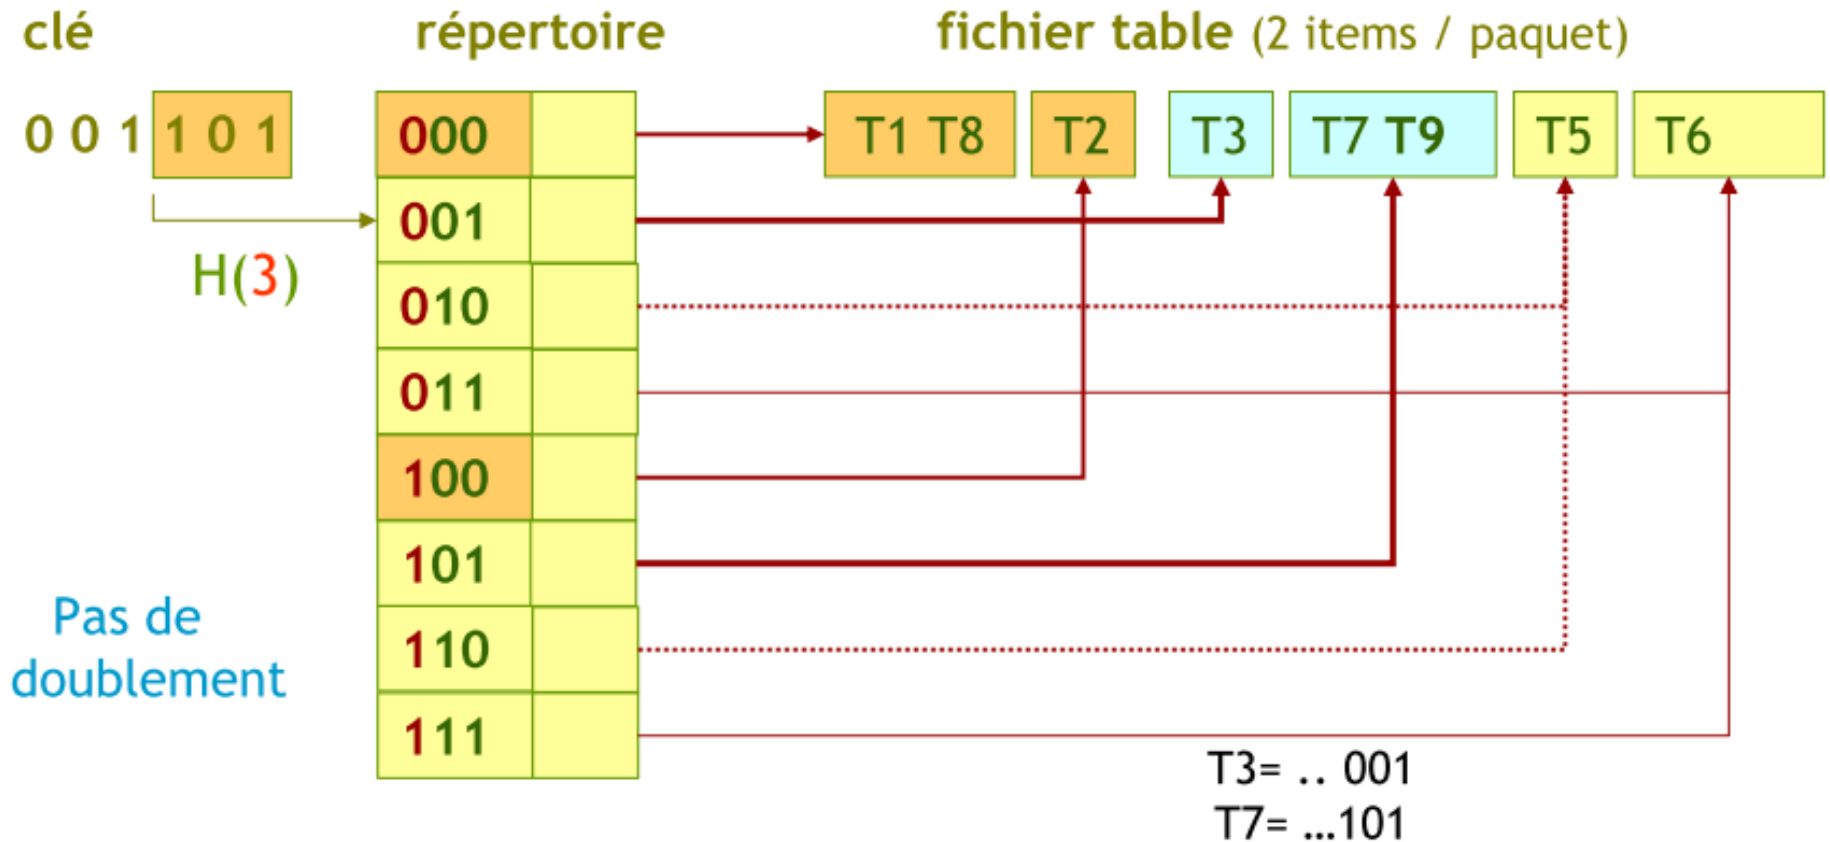 clé répertoire fichier table (2 items / paquet)
0 0 1 1 0 1 000 T1 T8 T2 T3 T7 T9 T5 T6
001
H(3)
010
011
100
101
Pas de
doublement
110
111
T3= .. 001
T7= ...101